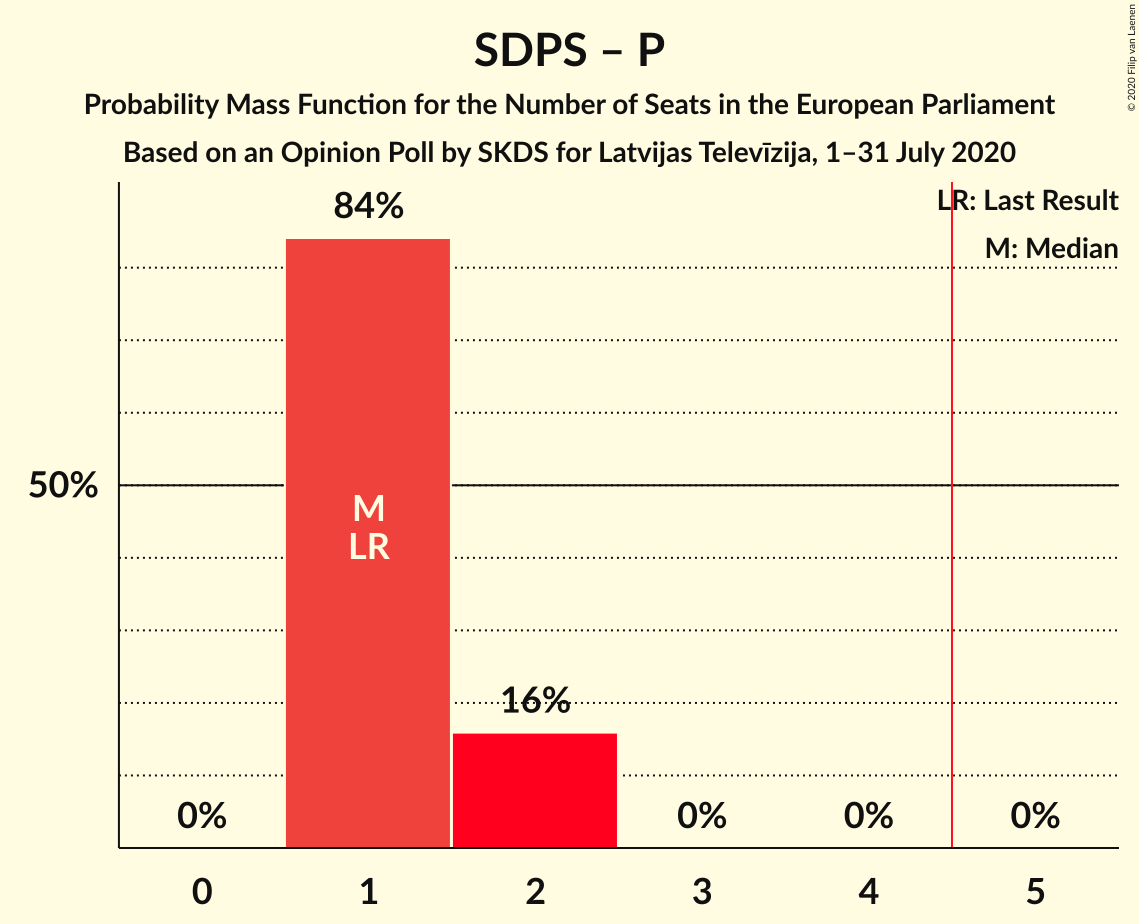 SDPS – P
Probability Mass Function for the Number of Seats in the European Parliament
Based on an Opinion Poll by SKDS for Latvijas Televīzija, 1–31 July 2020
© 2020 Filip van Laenen
LR: Last Result
M: Median
84%
50%
M
LR
16%
0%
0%
0%
0%
0 1 2 3 4 5